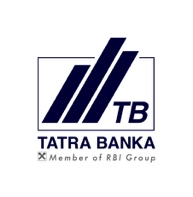 TB
TATRA BANKA
Member of RBI Group